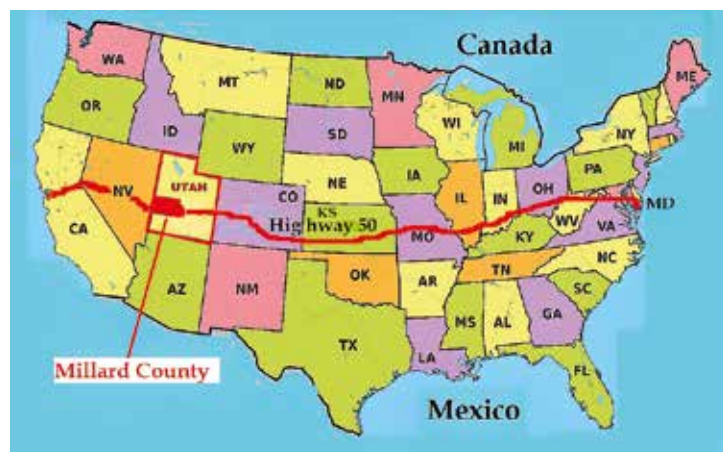 Canada
WA
MT
ND
MN
ME
OR
ID
SD
WI
NY
WY
MI
IA
PA
NE
NV
UTAH
CO
IL
IN
OH
MD
KS
Highway 50
WV
VA
CA
MO
KY
NC
TN
OK
AZ
NM
AR
SC
MS
AL
GA
TX
LA
FL
Millard County
Mexico